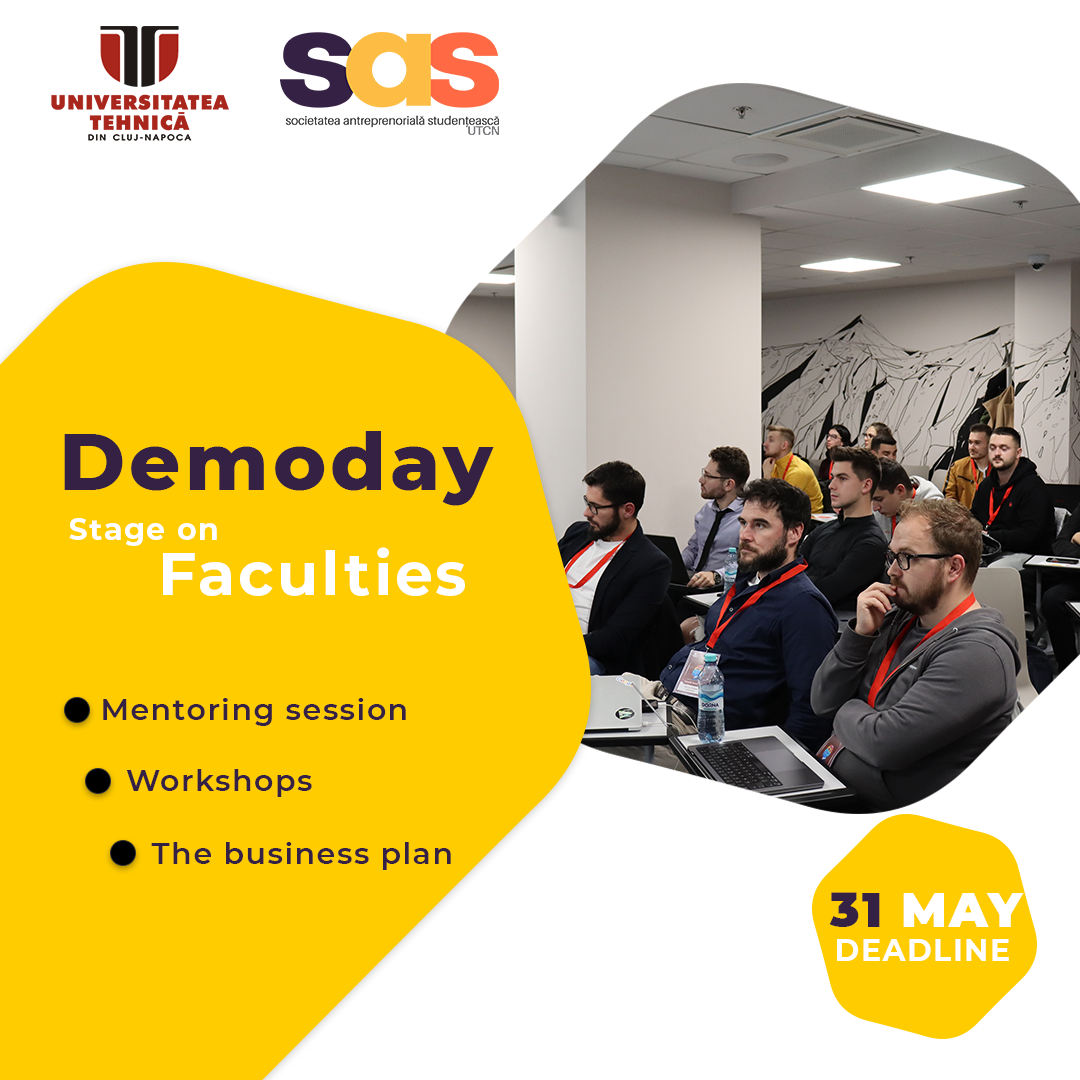 UNIVERSITATEA
TEHNICĂ
DIN CLUJ-NAPOCA
sas
societatea antreprenorială studențească
UTCN
Demoday
Stage on
Faculties
Mentoring session
Workshops
The business plan
DORNA
31 MAY
DEADLINE